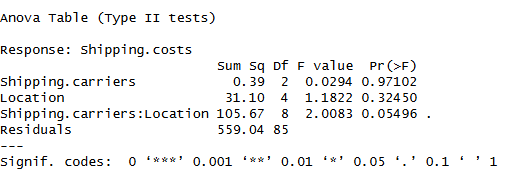 Anova Table (Type II tests)
Response: Shipping.costs
Sum Sq Df F value Pr(>F)
Shipping.carriers 0.39 2 0.0294 0.97102
Location 31.10 4 1.1822 0.32450
Shipping.carriers:Location 105.67 8 2.0083 0.05496 .
Residuals 559.04 85
---
Signif. codes: 0 ‘***’ 0.001 ‘**’ 0.01 ‘*’ 0.05 ‘.’ 0.1 ‘ ’ 1